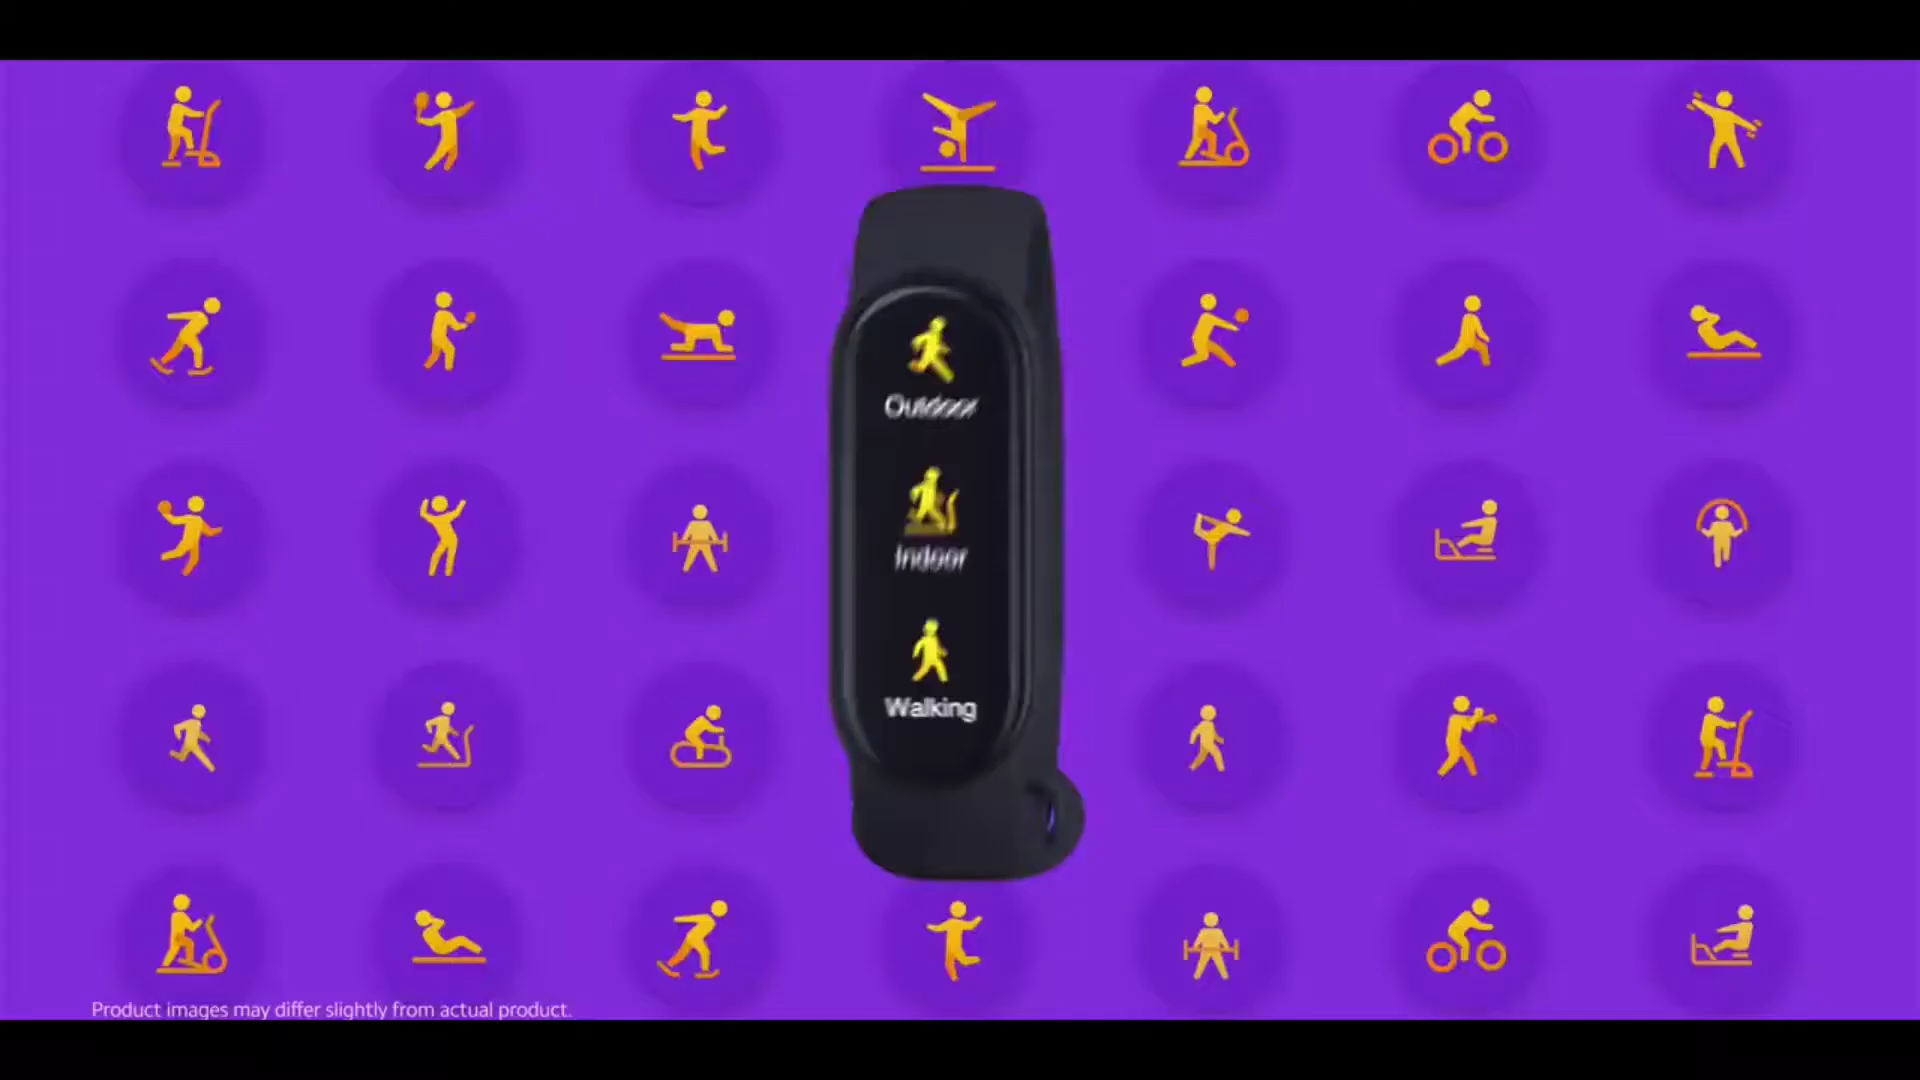 Outdoor
Indoor
Walking
Product images may differ slightly from actual product.